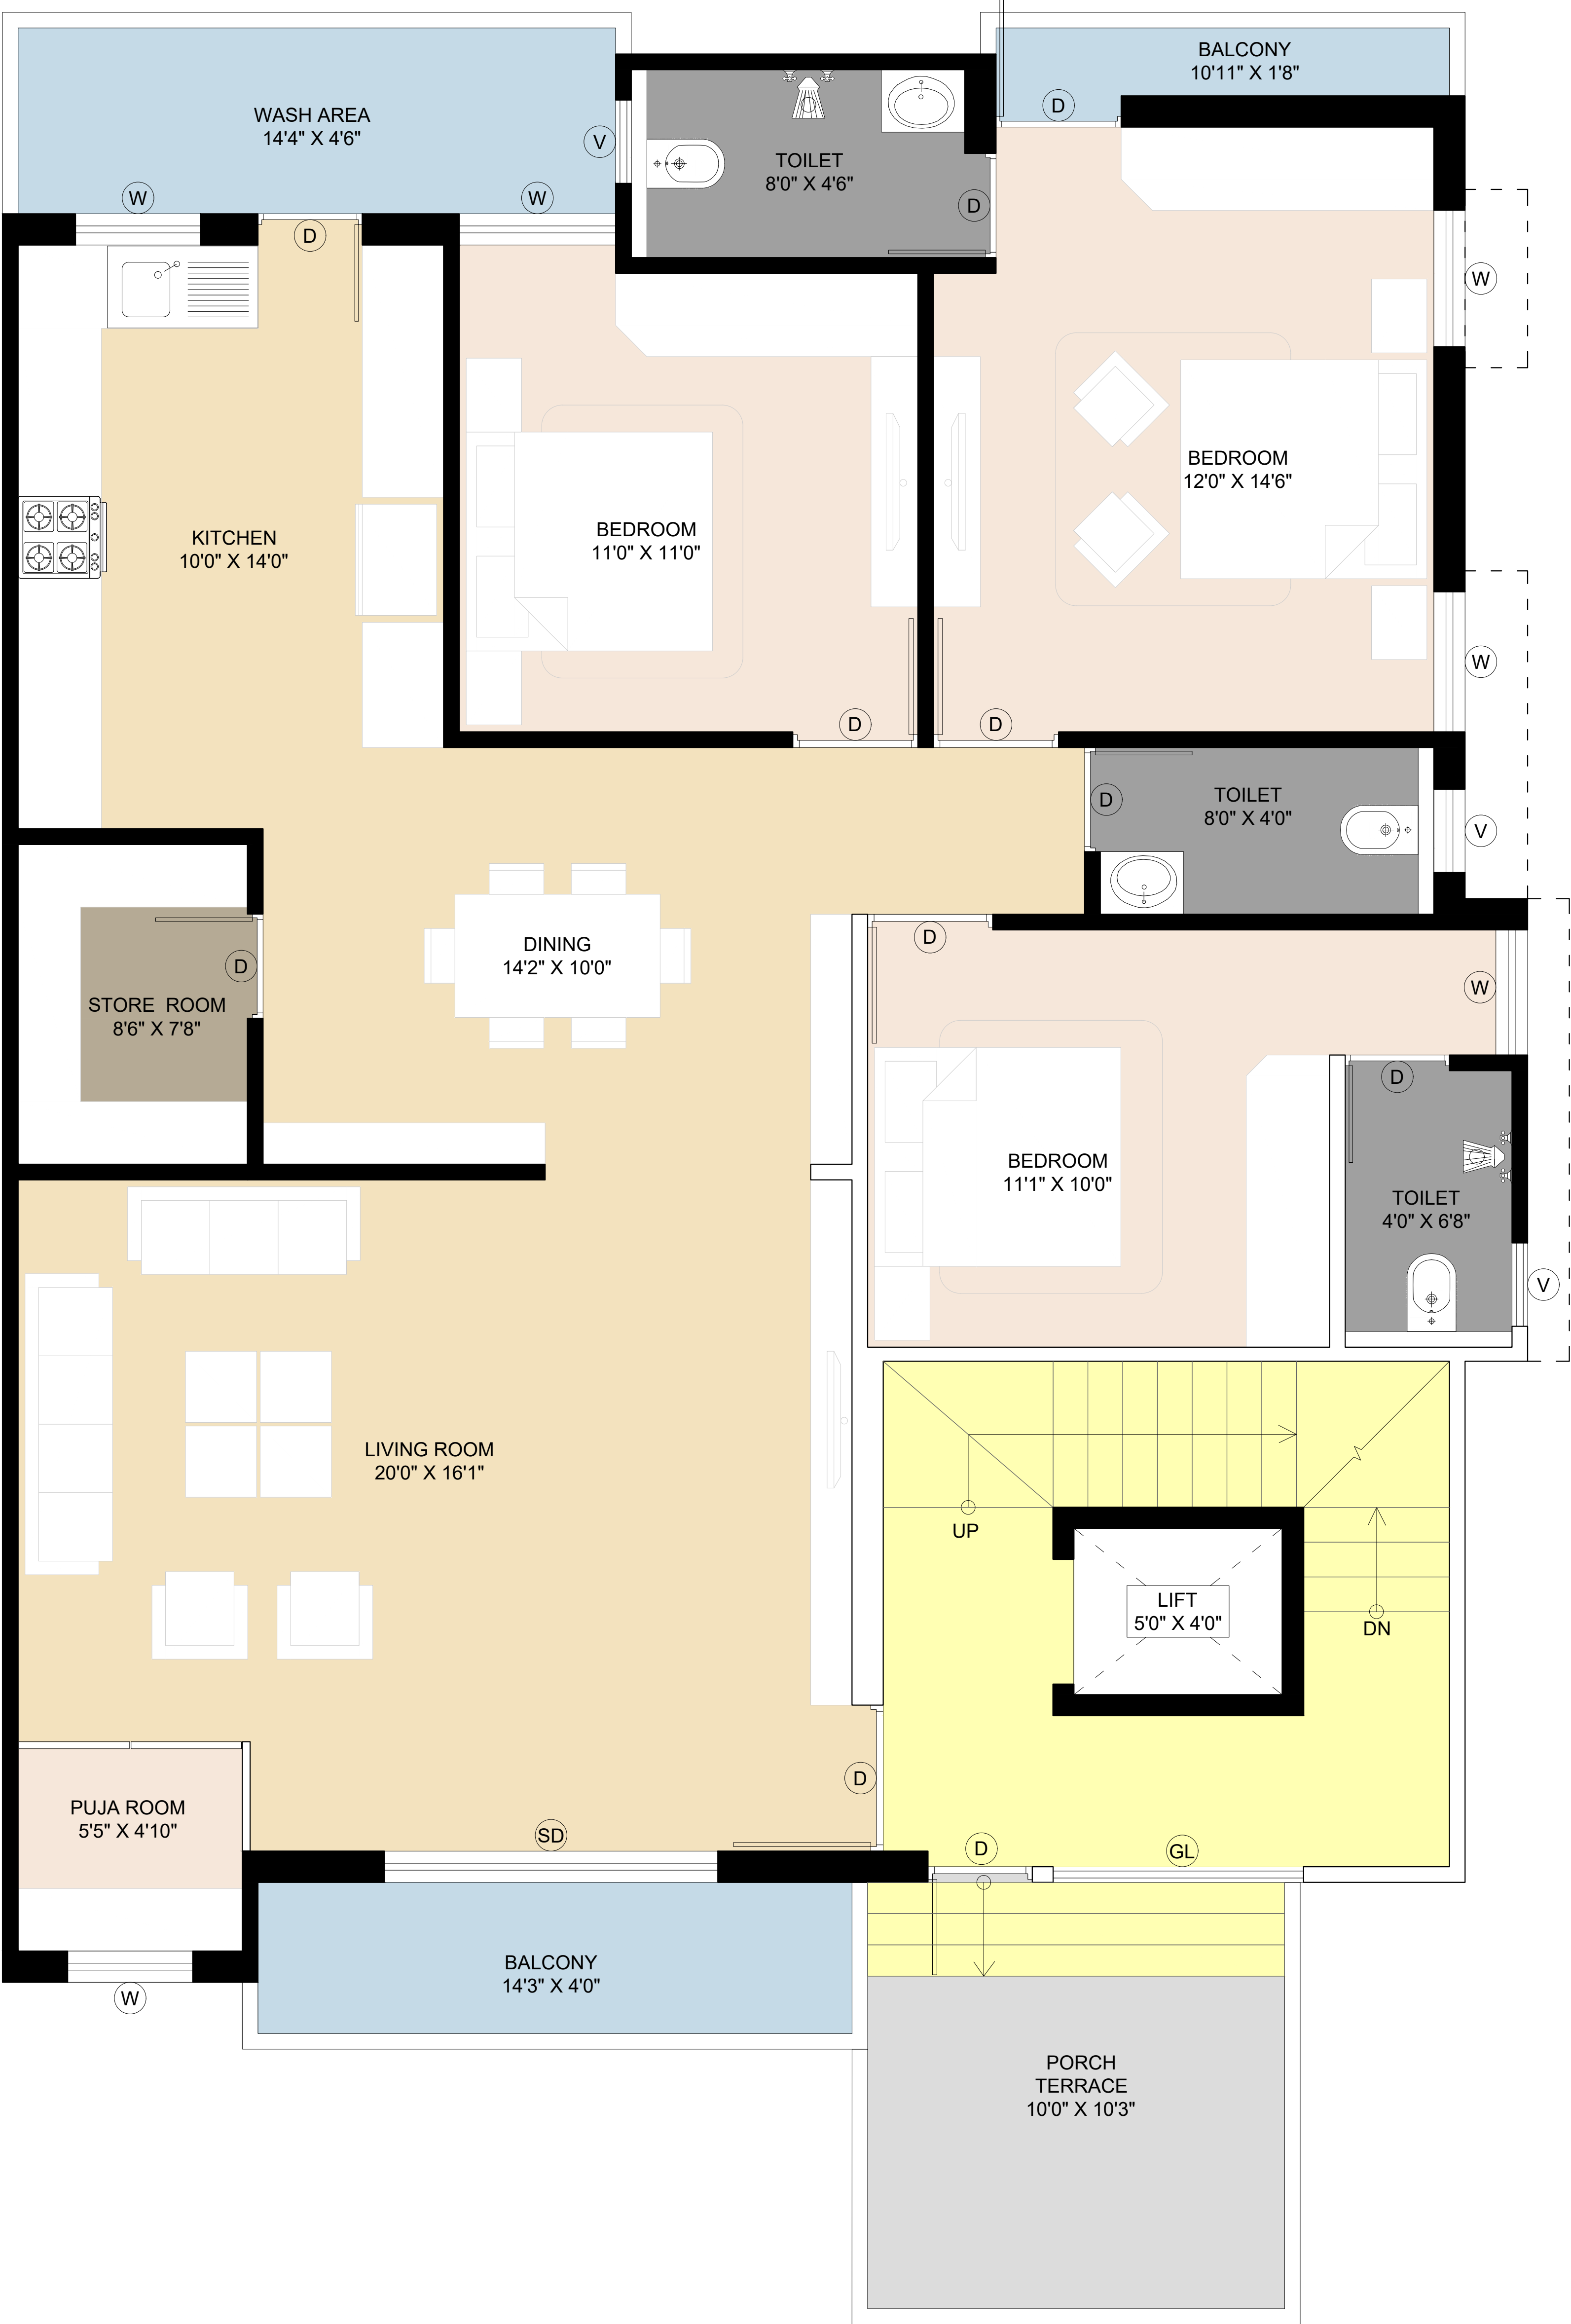 BALCONY
10'11" X 1'8"
D
WASH AREA
14'4" X 4'6"
V
TOILET
8'0" X 4'6"
D
W
W
D
W
BEDROOM
12'0" X 14'6"
KITCHEN
10'0" X 14'0"
BEDROOM
11'0" X 11'0"
W
D
D
D
TOILET
8'0" X 4'0"
V
D
DINING
14'2" X 10'0"
D
W
STORE ROOM
8'6" X 7'8"
D
BEDROOM
11'1" X 10'0"
TOILET
4'0" X 6'8"
V
LIVING ROOM
20'0" X 16'1"
UP
LIFT
5'0" X 4'0"
DN
D
PUJA ROOM
5'5" X 4'10"
SD
D
GL
BALCONY
14'3" X 4'0"
W
PORCH
TERRACE
10'0" X 10'3"